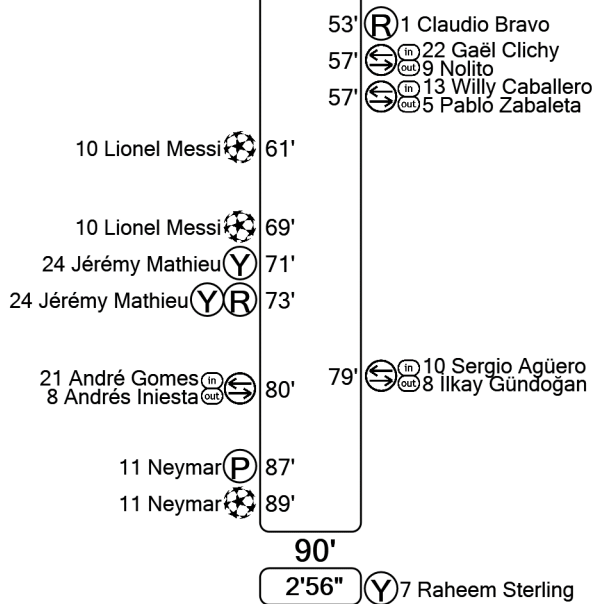 53' R 1 Claudio Bravo
57' in 22 Gaël Clichy
out 9 Nolito
57' in 13 Willy Caballero
out 5 Pablo Zabaleta
10 Lionel Messi 61'
10 Lionel Messi 69'
24 Jérémy Mathieu Y 71'
24 Jérémy Mathieu Y R 73'
79' in 10 Sergio Agüero
out 8 Ilkay Gündoğan
21 André Gomes in 80'
8 Andrés Iniesta out
11 Neymar P 87'
11 Neymar 89'
90'
2'56" Y 7 Raheem Sterling